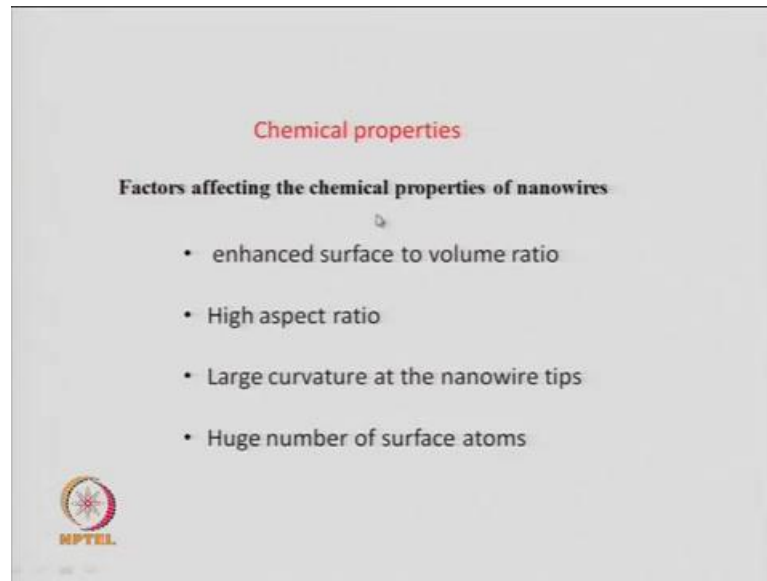 Chemical properties
Factors affecting the chemical properties of nanowires
• enhanced surface to volume ratio
• High aspect ratio
• Large curvature at the nanowire tips
• Huge number of surface atoms
NPTEL